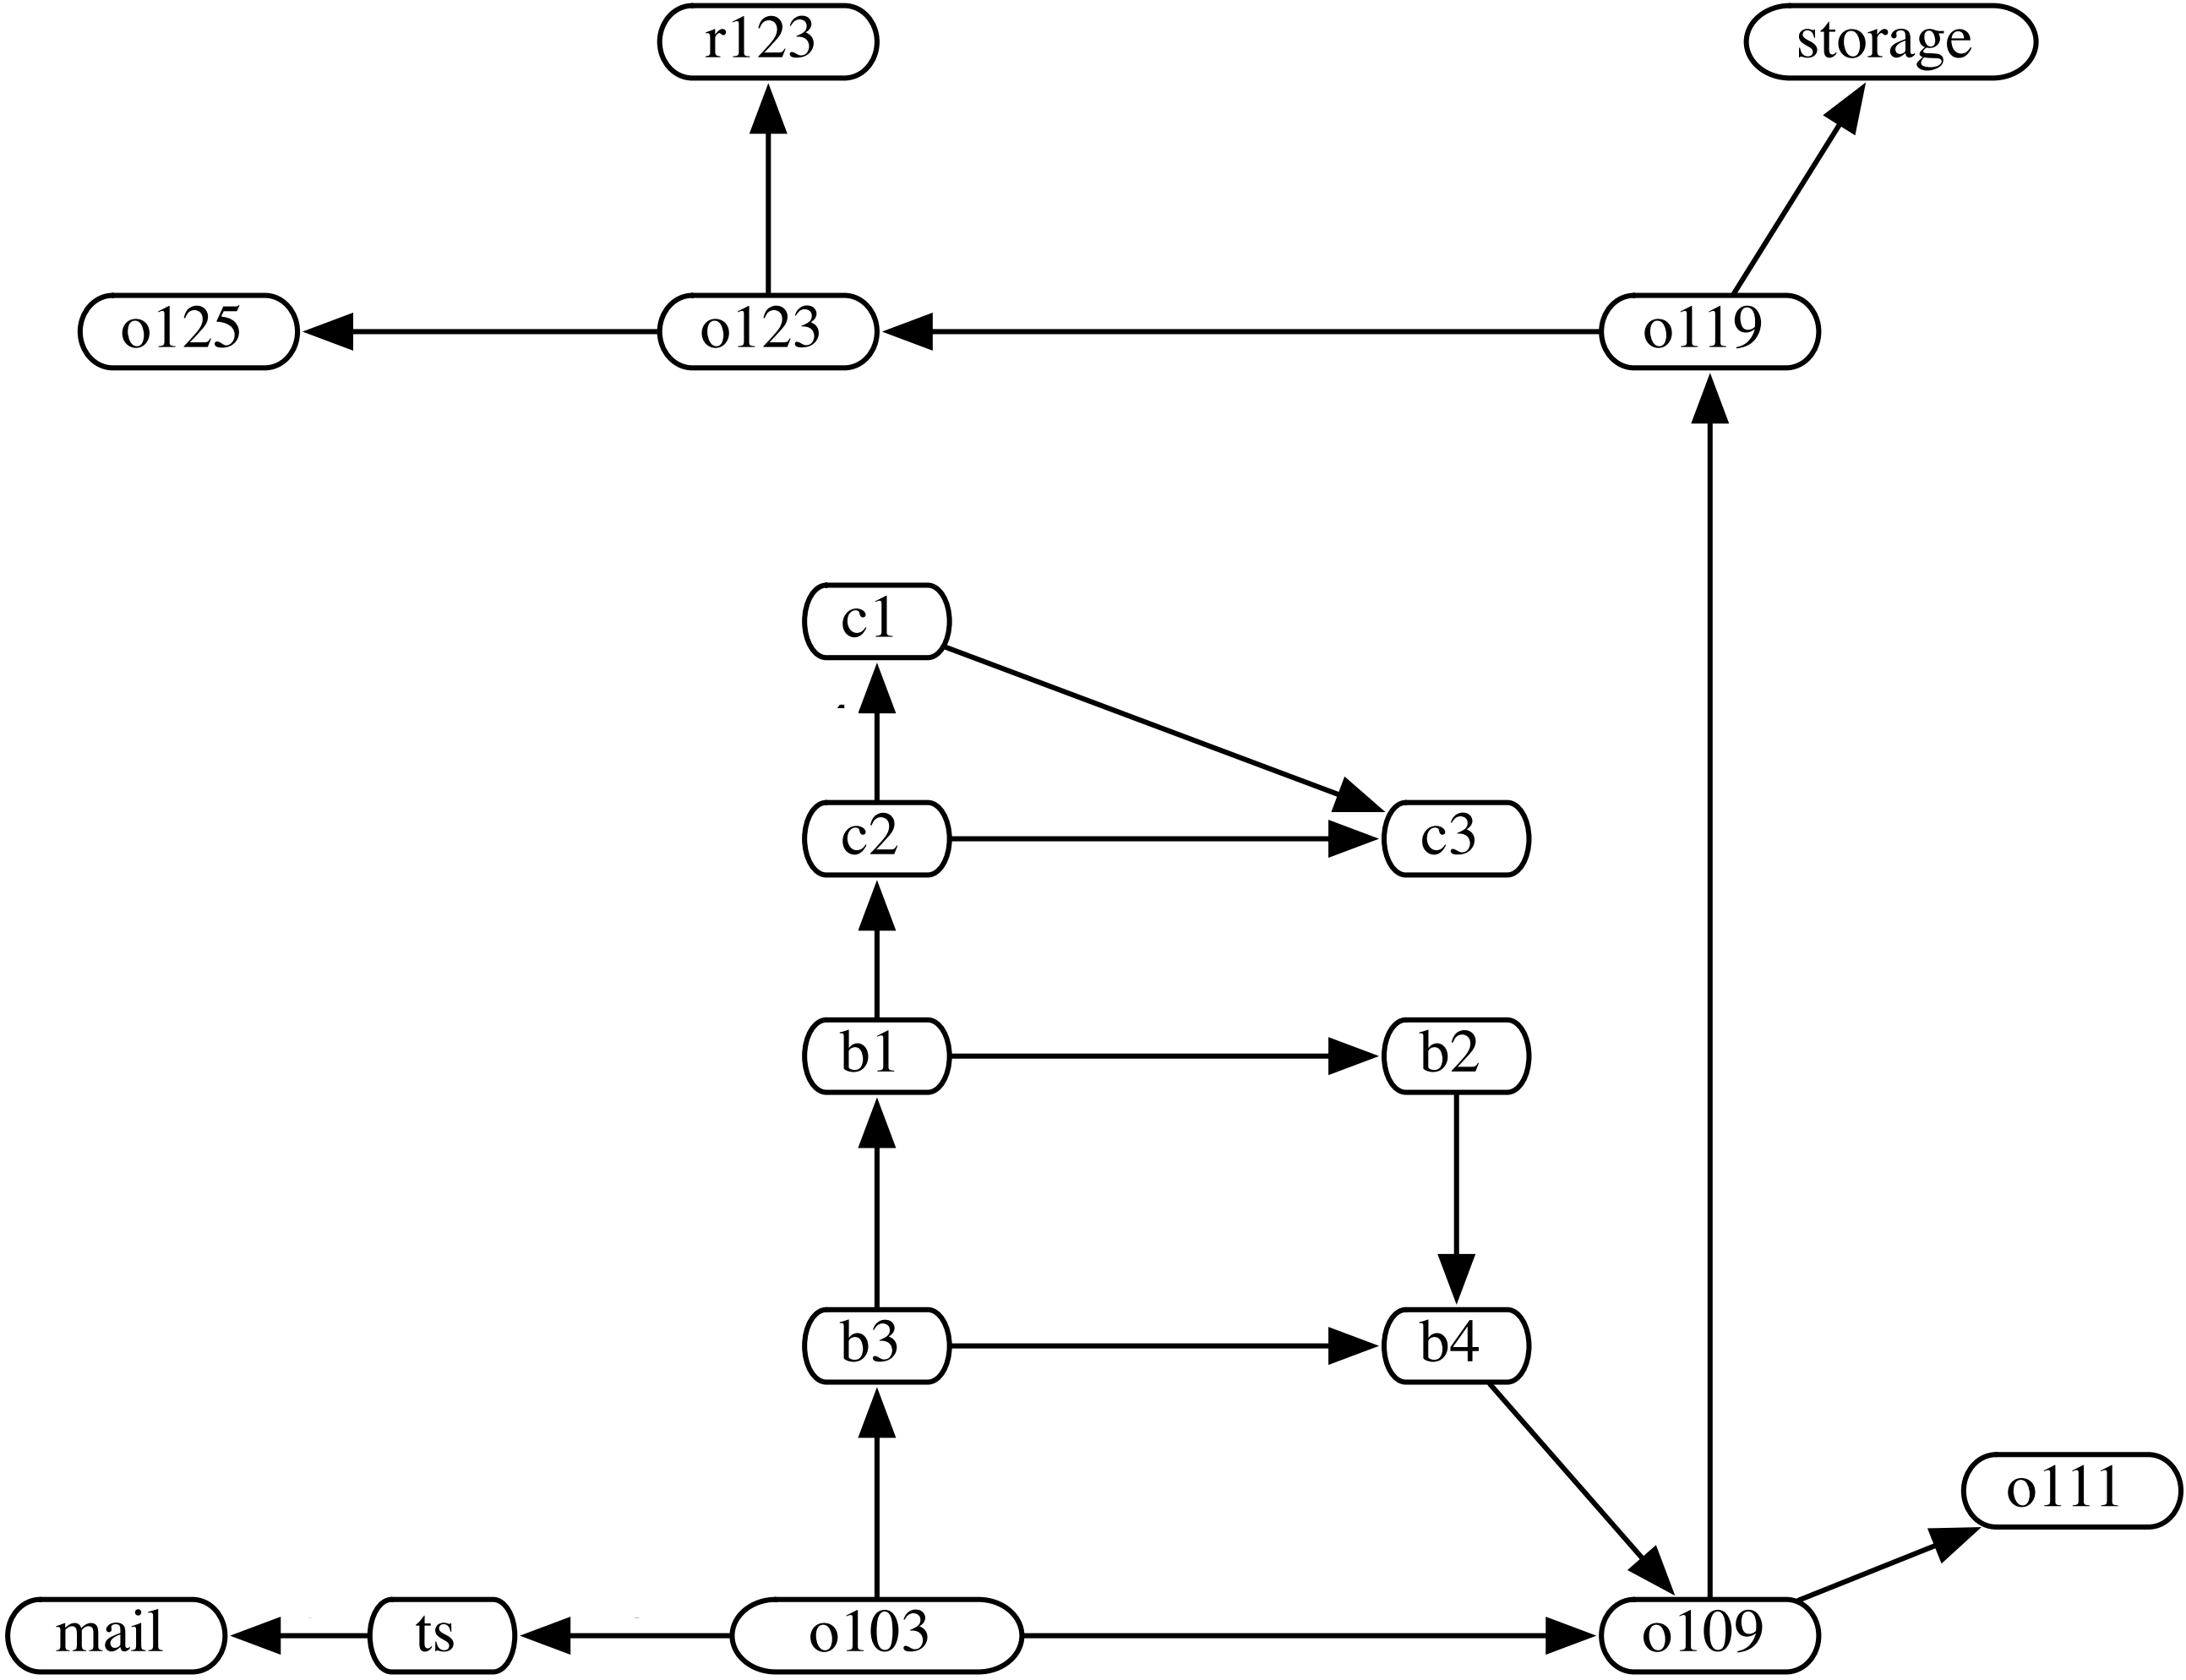 r123
storage
o125
o123
o119
c1
c2
c3
b1
b2
b3
b4
o111
mail
ts
o103
o109